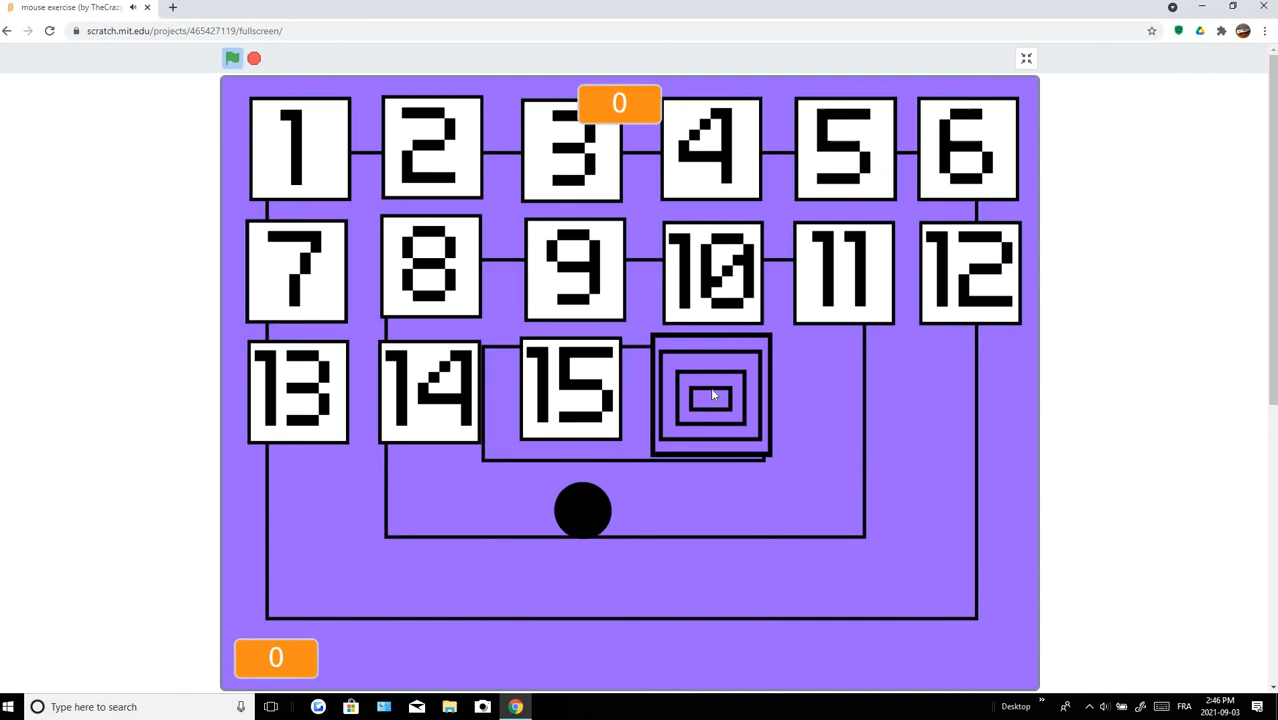 mouse exercise (by TheCrazy
scratch.mit.edu/projects/465427119/fullscreen/
0
1 2 3 4 5 6
7 8 9 10 11 12
13 14 15
0
Type here to search
Desktop
FRA
2:46 PM
2021-09-03